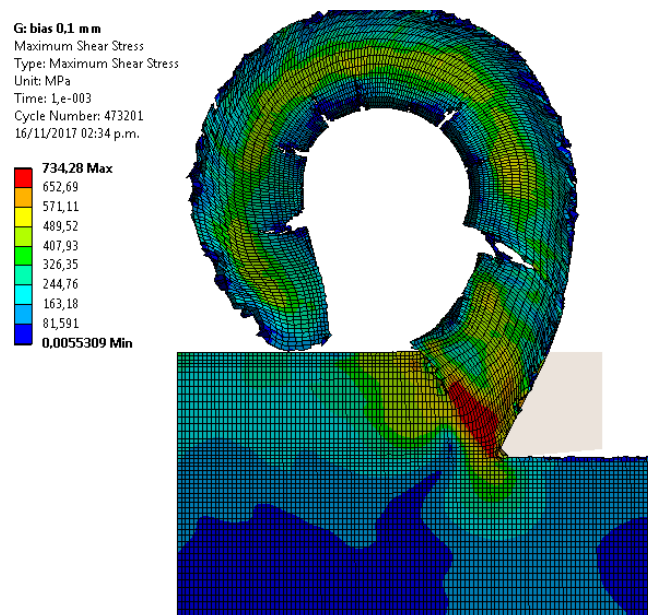 G: bias 0,1 mm
Maximum Shear Stress
Type: Maximum Shear Stress
Unit: MPa
Time: 1,e-003
Cycle Number: 473201
16/11/2017 02:34 p.m.
734,28 Max
652,69
571,11
489,52
407,93
326,35
244,76
163,18
81,591
0,0055309 Min